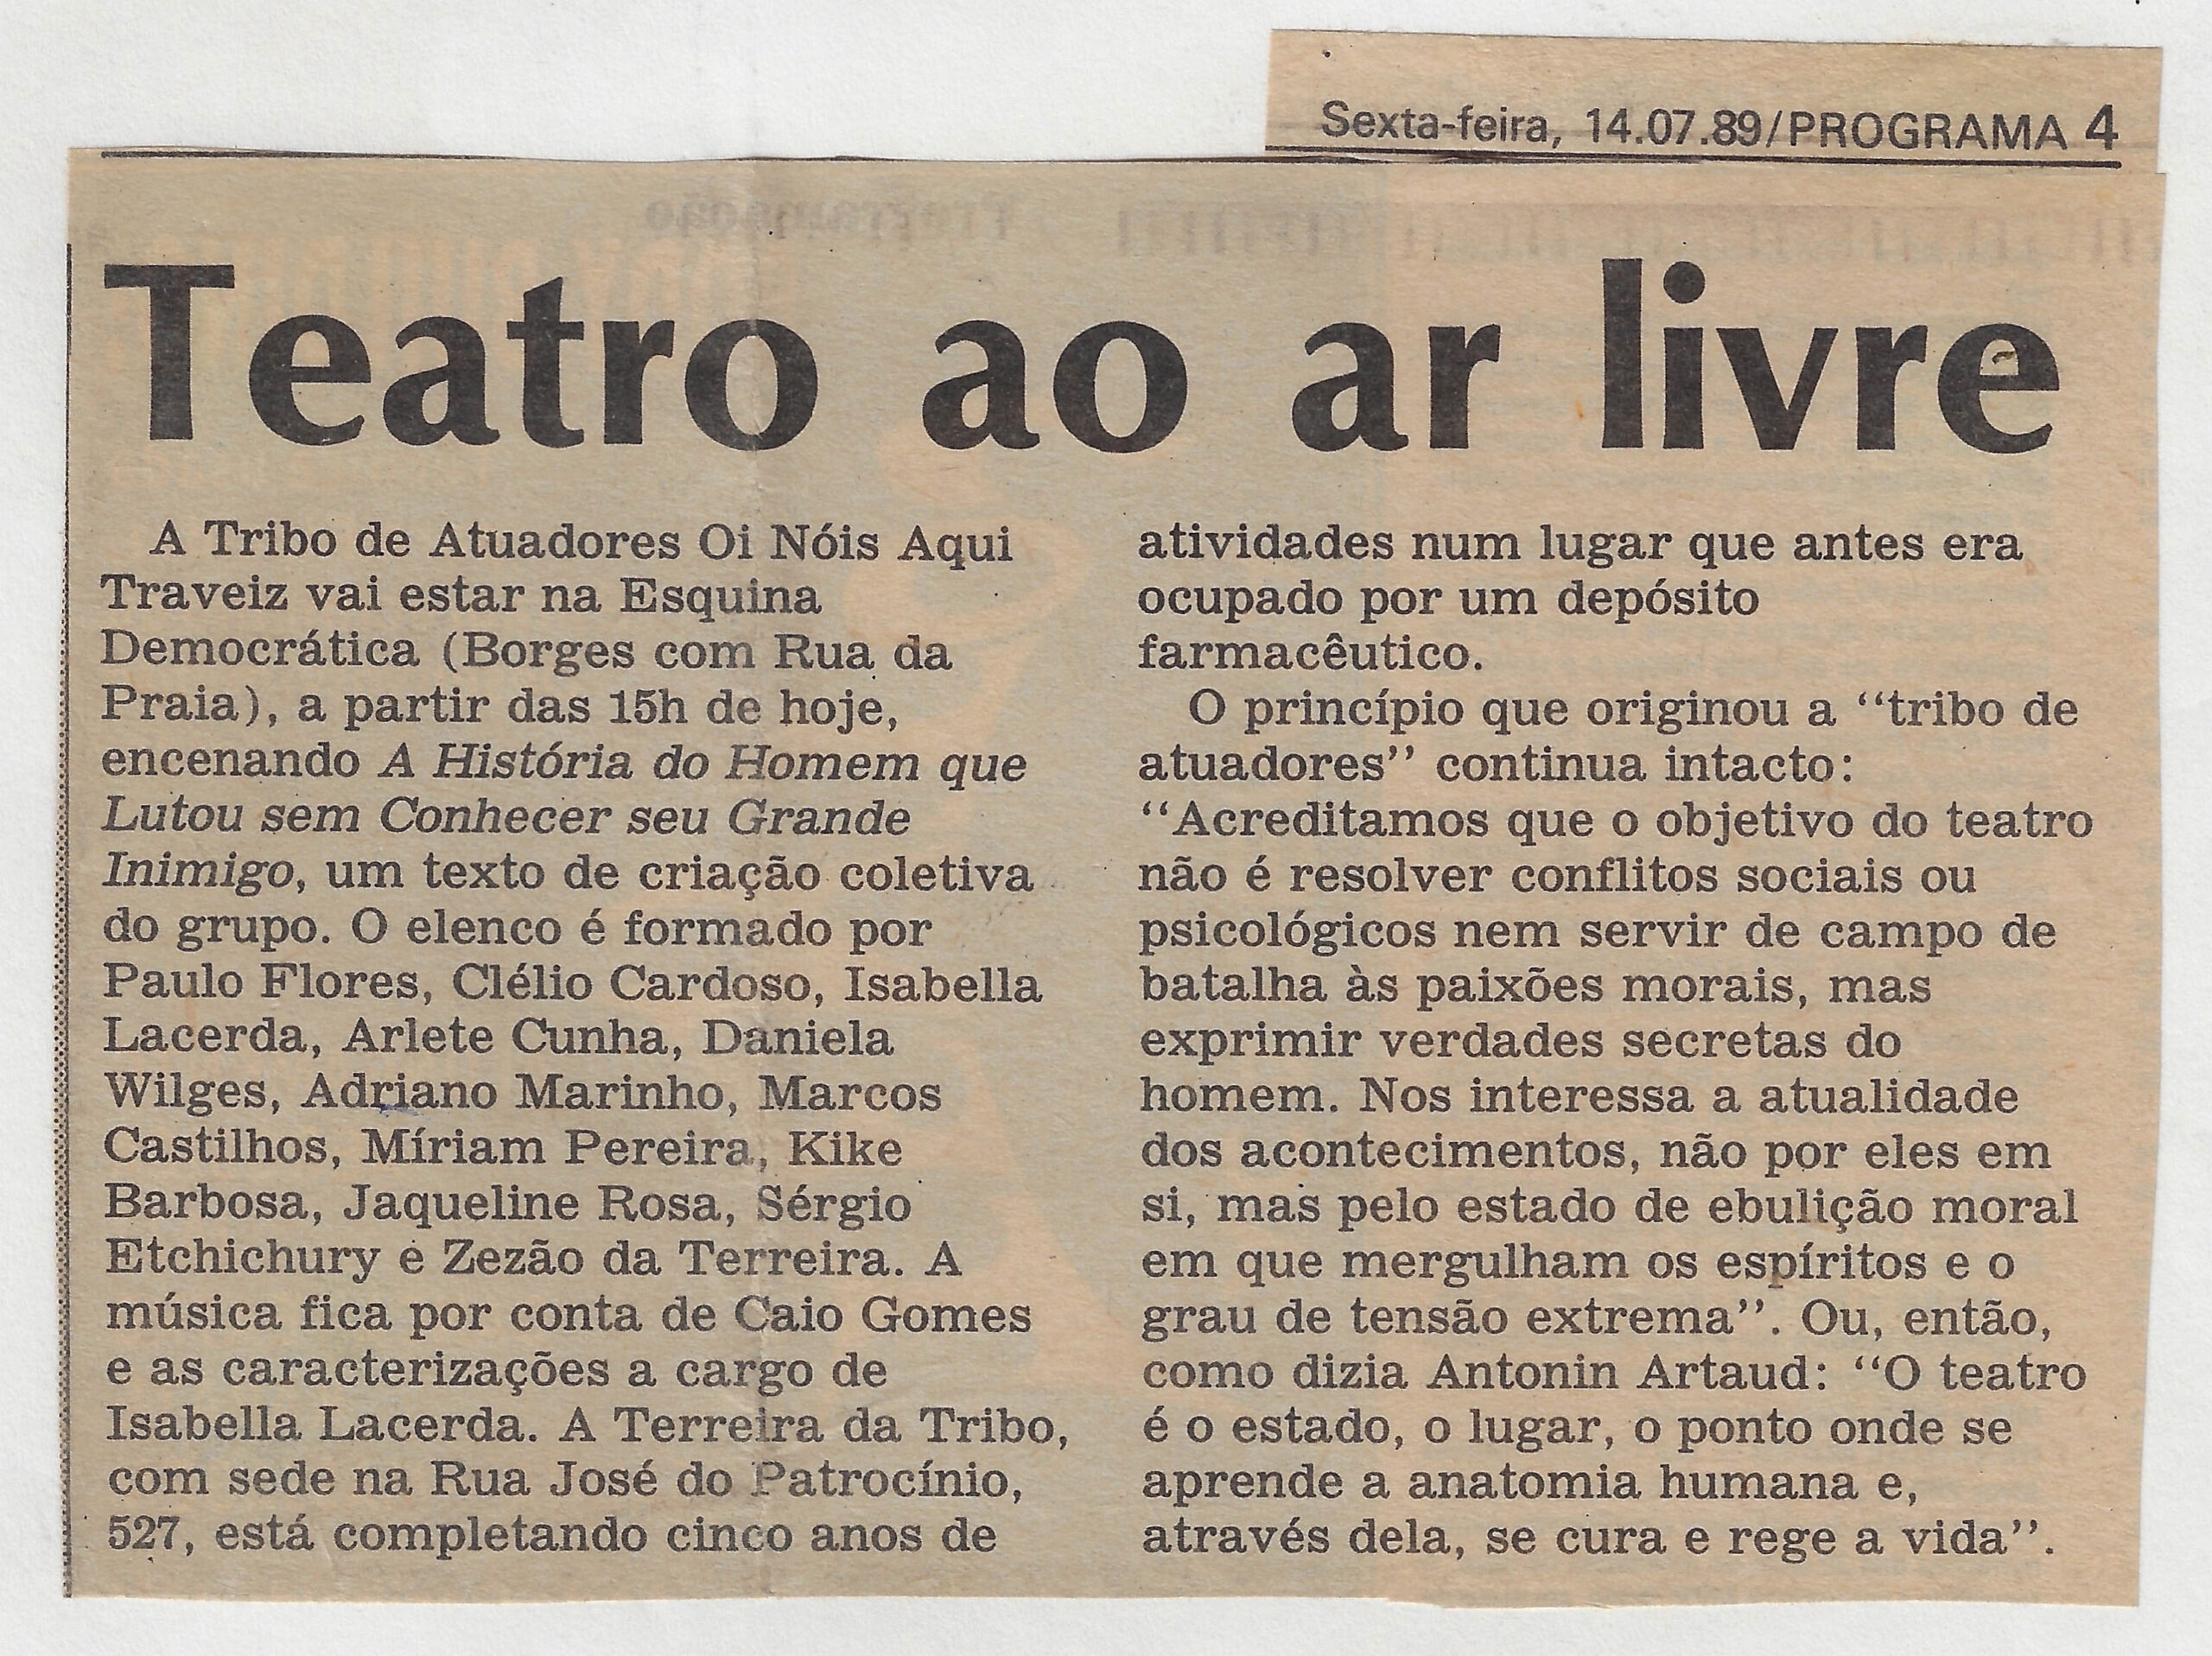 Sexta-feira, 14.07.89/PROGRAMA 4
Teatro ao ar livre
A Tribo de Atuadores Oi Nóis Aqui
Traveiz vai estar na Esquina
Democrática (Borges com Rua da
Praia), a partir das 15h de hoje,
encenando A História do Homem que
Lutou sem Conhecer seu Grande
Inimigo, um texto de criação coletiva
do grupo. O elenco é formado por
Paulo Flores, Clélio Cardoso, Isabella
Lacerda, Arlete Cunha, Daniela
Wilges, Adriano Marinho, Marcos
Castilhos, Míriam Pereira, Kike
Barbosa, Jaqueline Rosa, Sérgio
Etchichury e Zezão da Terreira. A
música fica por conta de Caio Gomes
e as caracterizações a cargo de
Isabella Lacerda. A Terreira da Tribo,
com sede na Rua José do Patrocínio,
527, está completando cinco anos de
atividades num lugar que antes era
ocupado por um depósito
farmacêutico.
O princípio que originou a ‘‘tribo de
atuadores’’ continua intacto:
‘‘Acreditamos que o objetivo do teatro
não é resolver conflitos sociais ou
psicológicos nem servir de campo de
batalha às paixões morais, mas
exprimir verdades secretas do
homem. Nos interessa a atualidade
dos acontecimentos, não por eles em
si, mas pelo estado de ebulição moral
em que mergulham os espíritos e o
grau de tensão extrema’’. Ou, então,
como dizia Antonin Artaud: ‘‘O teatro
é o estado, o lugar, o ponto onde se
aprende a anatomia humana e,
através dela, se cura e rege a vida’’.